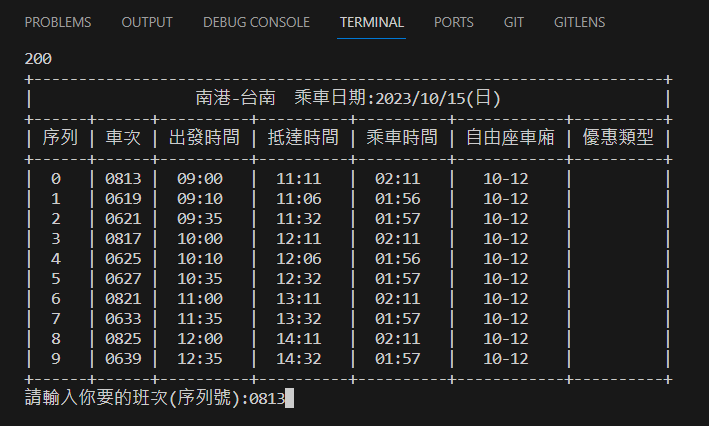 PROBLEMS OUTPUT DEBUG CONSOLE TERMINAL PORTS GIT GITLENS
200
+-----------------------------------------------------------------------+
| 南港-台南 乘車日期:2023/10/15(日) |
+------+------+----------+----------+----------+------------+----------+
| 序列 | 車次 | 出發時間 | 抵達時間 | 乘車時間 | 自由座車廂 | 優惠類型 |
+------+------+----------+----------+----------+------------+----------+
| 0 | 0813 | 09:00 | 11:11 | 02:11 | 10-12 | |
| 1 | 0619 | 09:10 | 11:06 | 01:56 | 10-12 | |
| 2 | 0621 | 09:35 | 11:32 | 01:57 | 10-12 | |
| 3 | 0817 | 10:00 | 12:11 | 02:11 | 10-12 | |
| 4 | 0625 | 10:10 | 12:06 | 01:56 | 10-12 | |
| 5 | 0627 | 10:35 | 12:32 | 01:57 | 10-12 | |
| 6 | 0821 | 11:00 | 13:11 | 02:11 | 10-12 | |
| 7 | 0633 | 11:35 | 13:32 | 01:57 | 10-12 | |
| 8 | 0825 | 12:00 | 14:11 | 02:11 | 10-12 | |
| 9 | 0639 | 12:35 | 14:32 | 01:57 | 10-12 | |
+------+------+----------+----------+----------+------------+----------+
請輸入你要的班次(序列號):0813